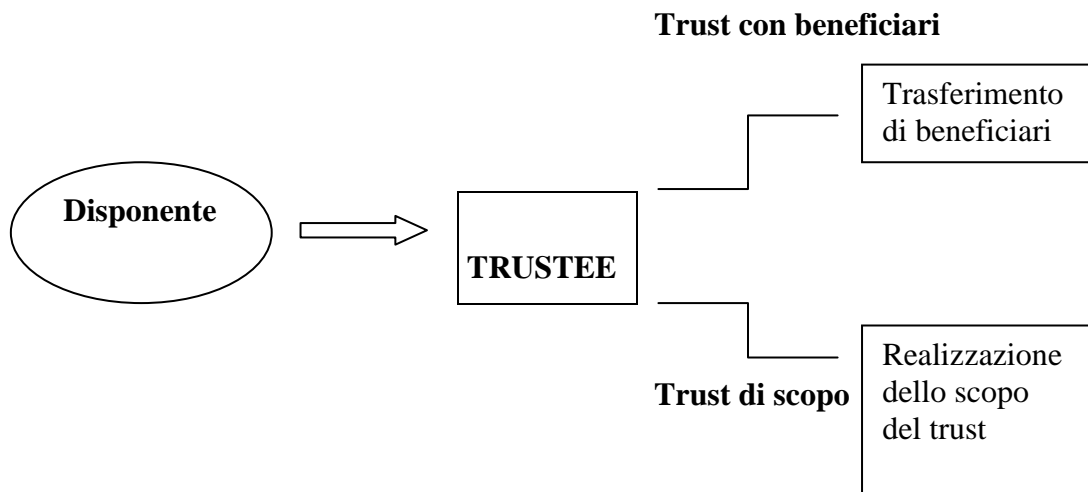 Trust con beneficiari
Trasferimento
di beneficiari
Disponente
TRUSTEE
Trust di scopo
Realizzazione
dello scopo
del trust